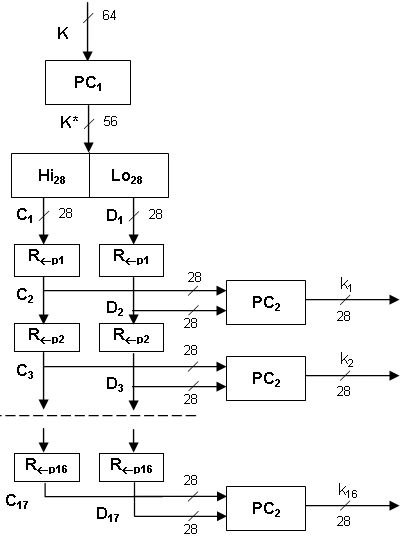 K 64
PC₁
K* 56
Hi₂₈ Lo₂₈
C₁ 28 D₁ 28
R←p1 R←p1
C₂ D₂ 28 28 PC₂ k₁ 28
R←p2 R←p2
C₃ D₃ 28 28 PC₂ k₂ 28
R←p16 R←p16
C₁₇ D₁₇ 28 28 PC₂ k₁₆ 28